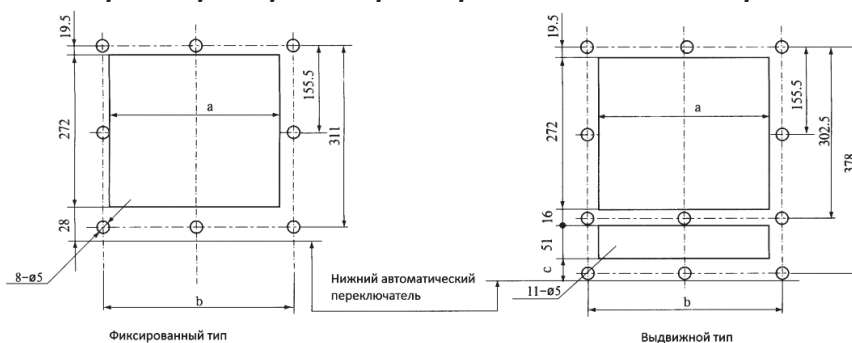 19.5
272
28
a
155.5
311
8-ø5
b
Фиксированный тип
Нижний автоматический
переключатель
19.5
272
16
51
c
a
155.5
302.5
378
11-ø5
b
Выдвижной тип